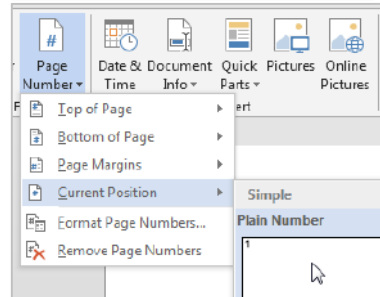 Page Number
Date & Time
Document Info
Quick Parts
Pictures
Online Pictures
ert
Top of Page
Bottom of Page
Page Margins
Current Position
Format Page Numbers...
Remove Page Numbers
Simple
Plain Number
1